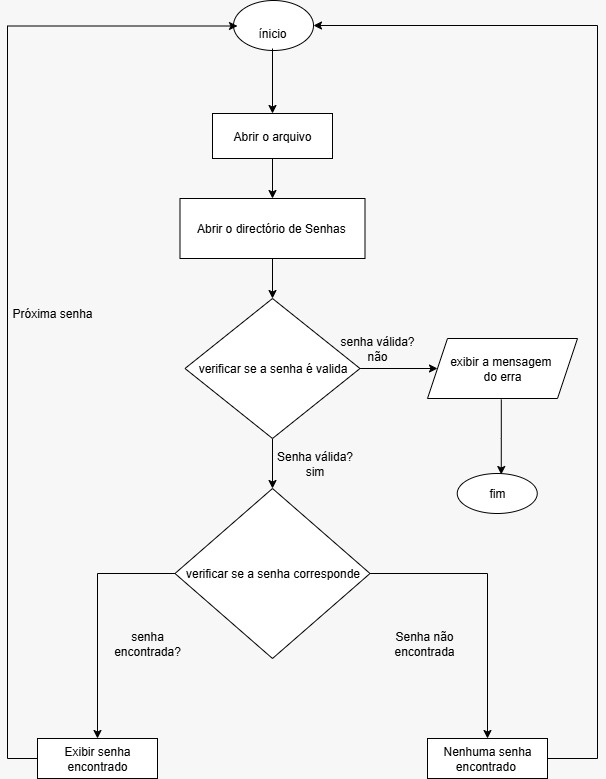 ínicio
Abrir o arquivo
Abrir o directório de Senhas
Próxima senha
verificar se a senha é valida
senha válida?
não
exibir a mensagem
do erra
Senha válida?
sim
fim
verificar se a senha corresponde
senha
encontrada?
Senha não
encontrada
Exibir senha
encontrado
Nenhuma senha
encontrado